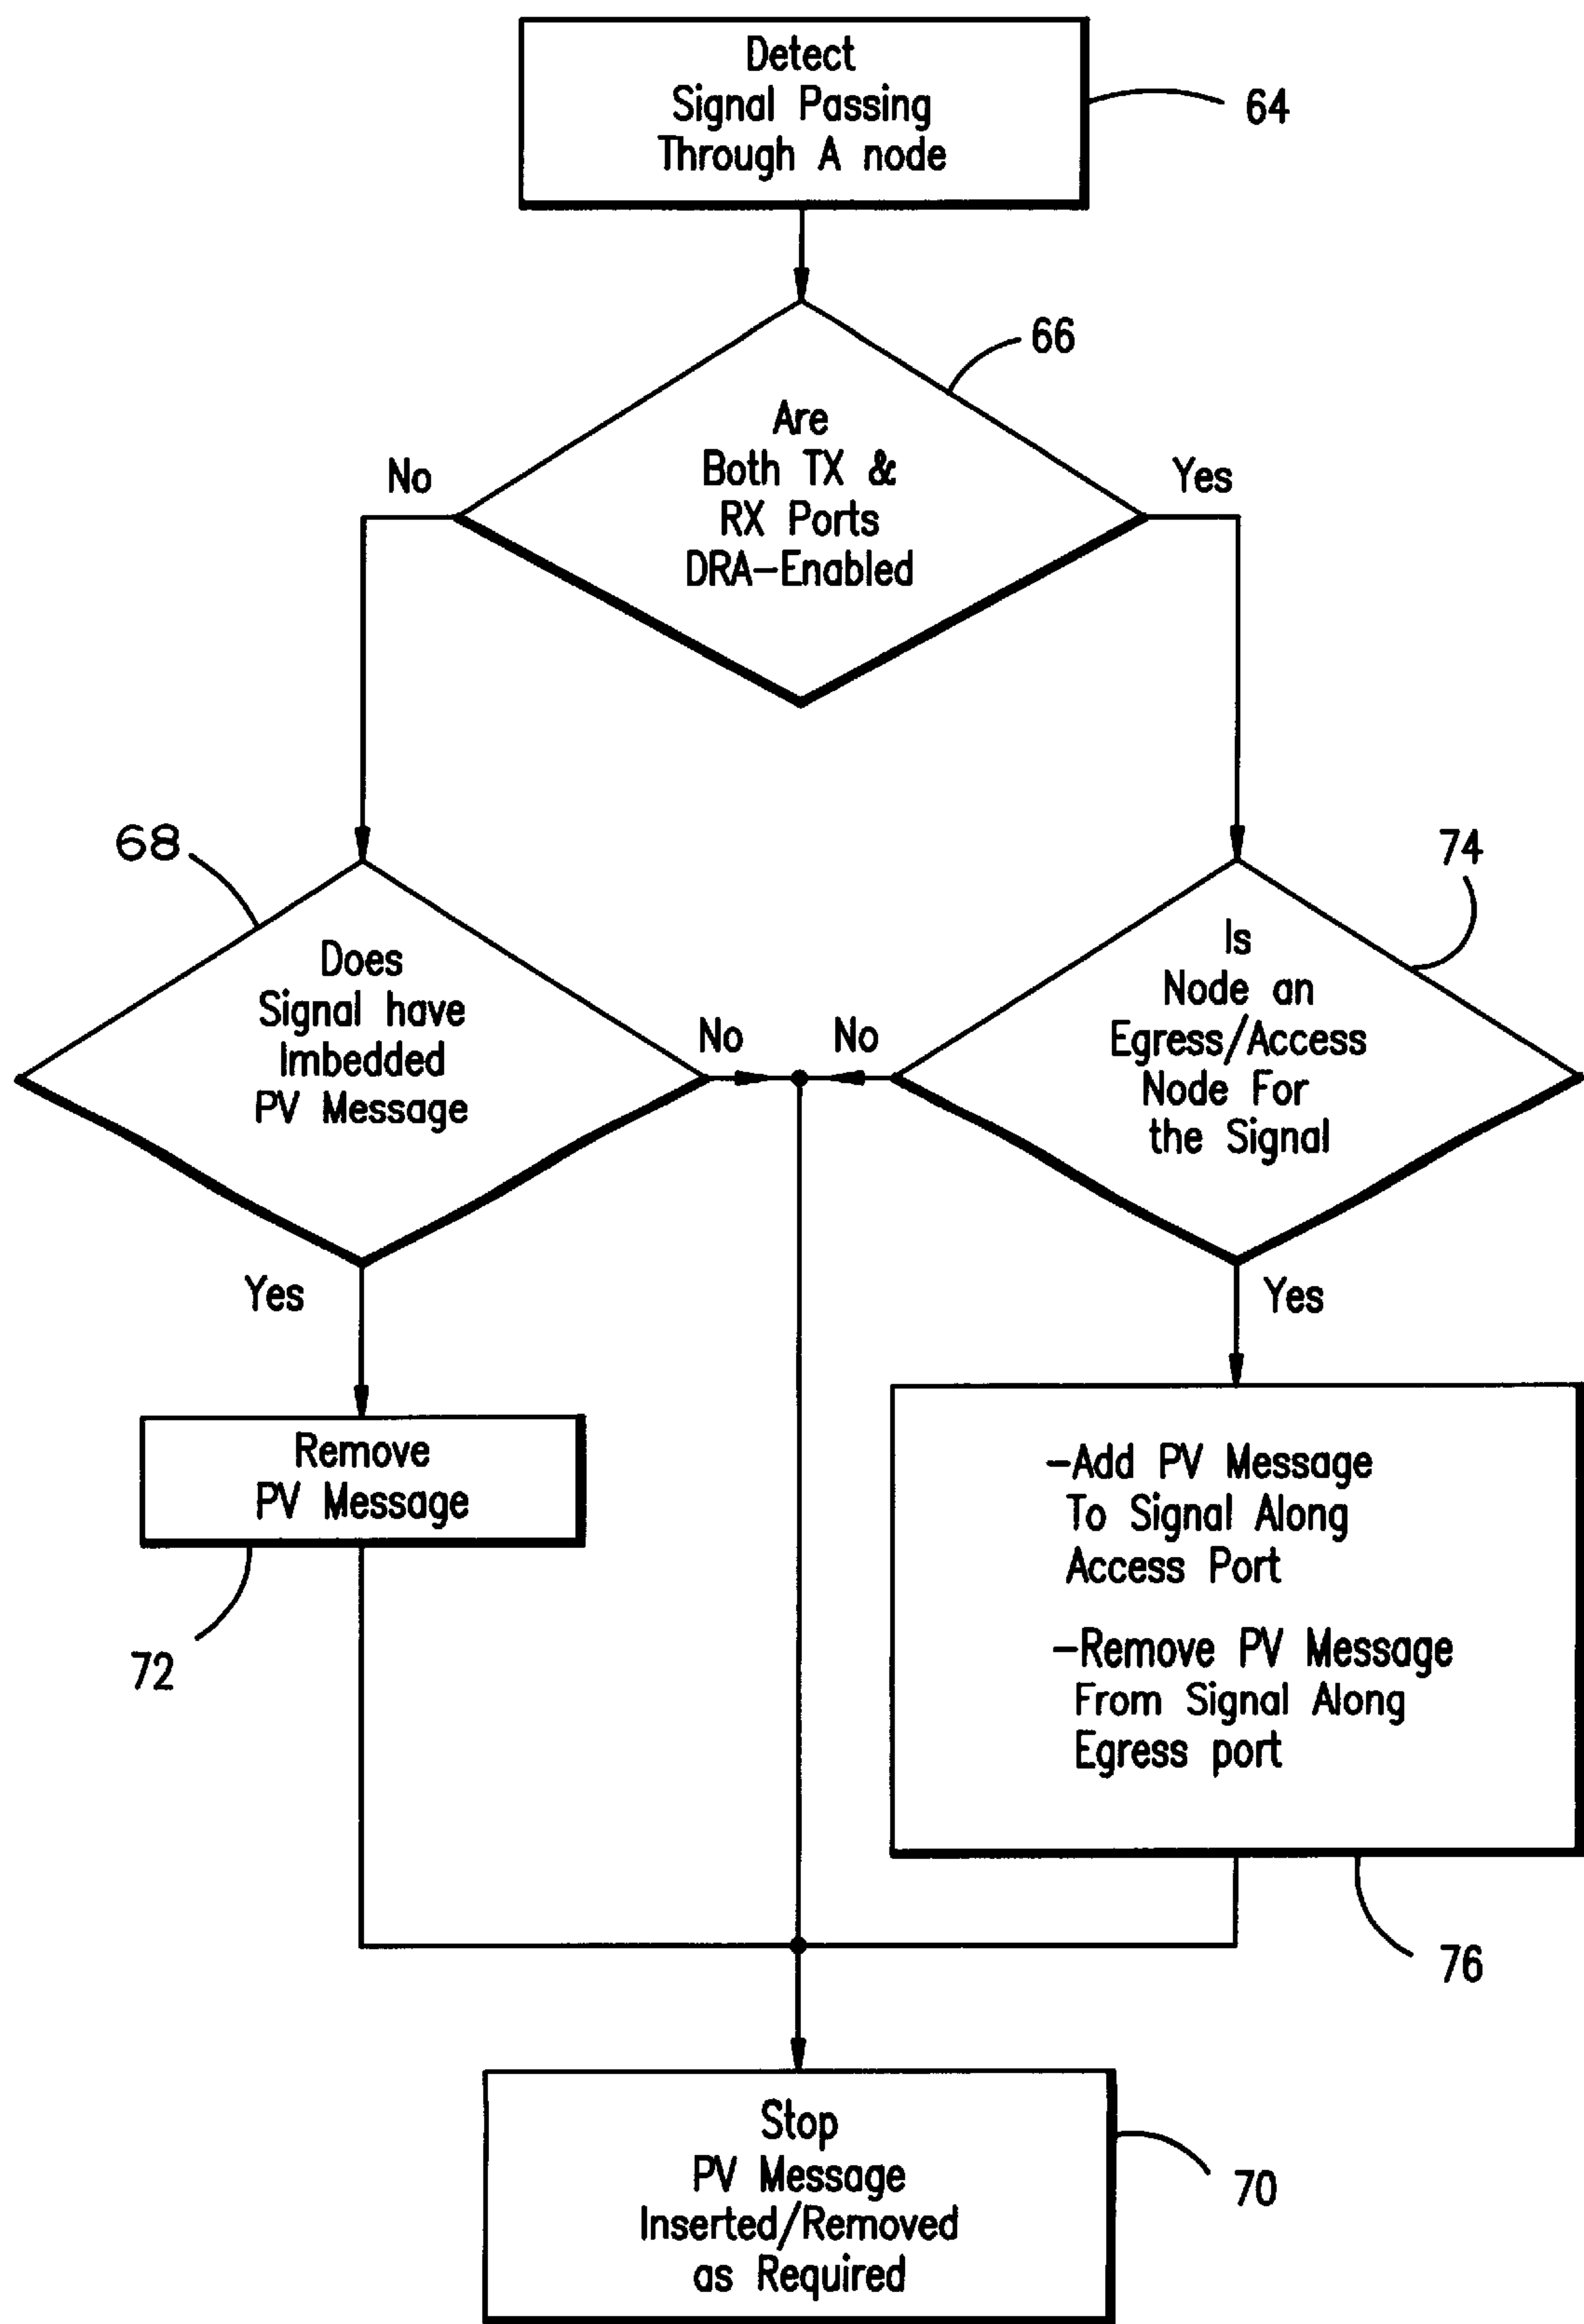 Detect
Signal Passing
Through A node
64
66
Are
Both TX &
RX Ports
DRA-Enabled
No
Yes
68
74
Does
Signal have
Imbedded
PV Message
Is
Node an
Egress/Access
Node For
the Signal
No
No
Yes
Yes
Remove
PV Message
72
-Add PV Message
To Signal Along
Access Port
-Remove PV Message
From Signal Along
Egress port
76
Stop
PV Message
Inserted/Removed
as Required
70